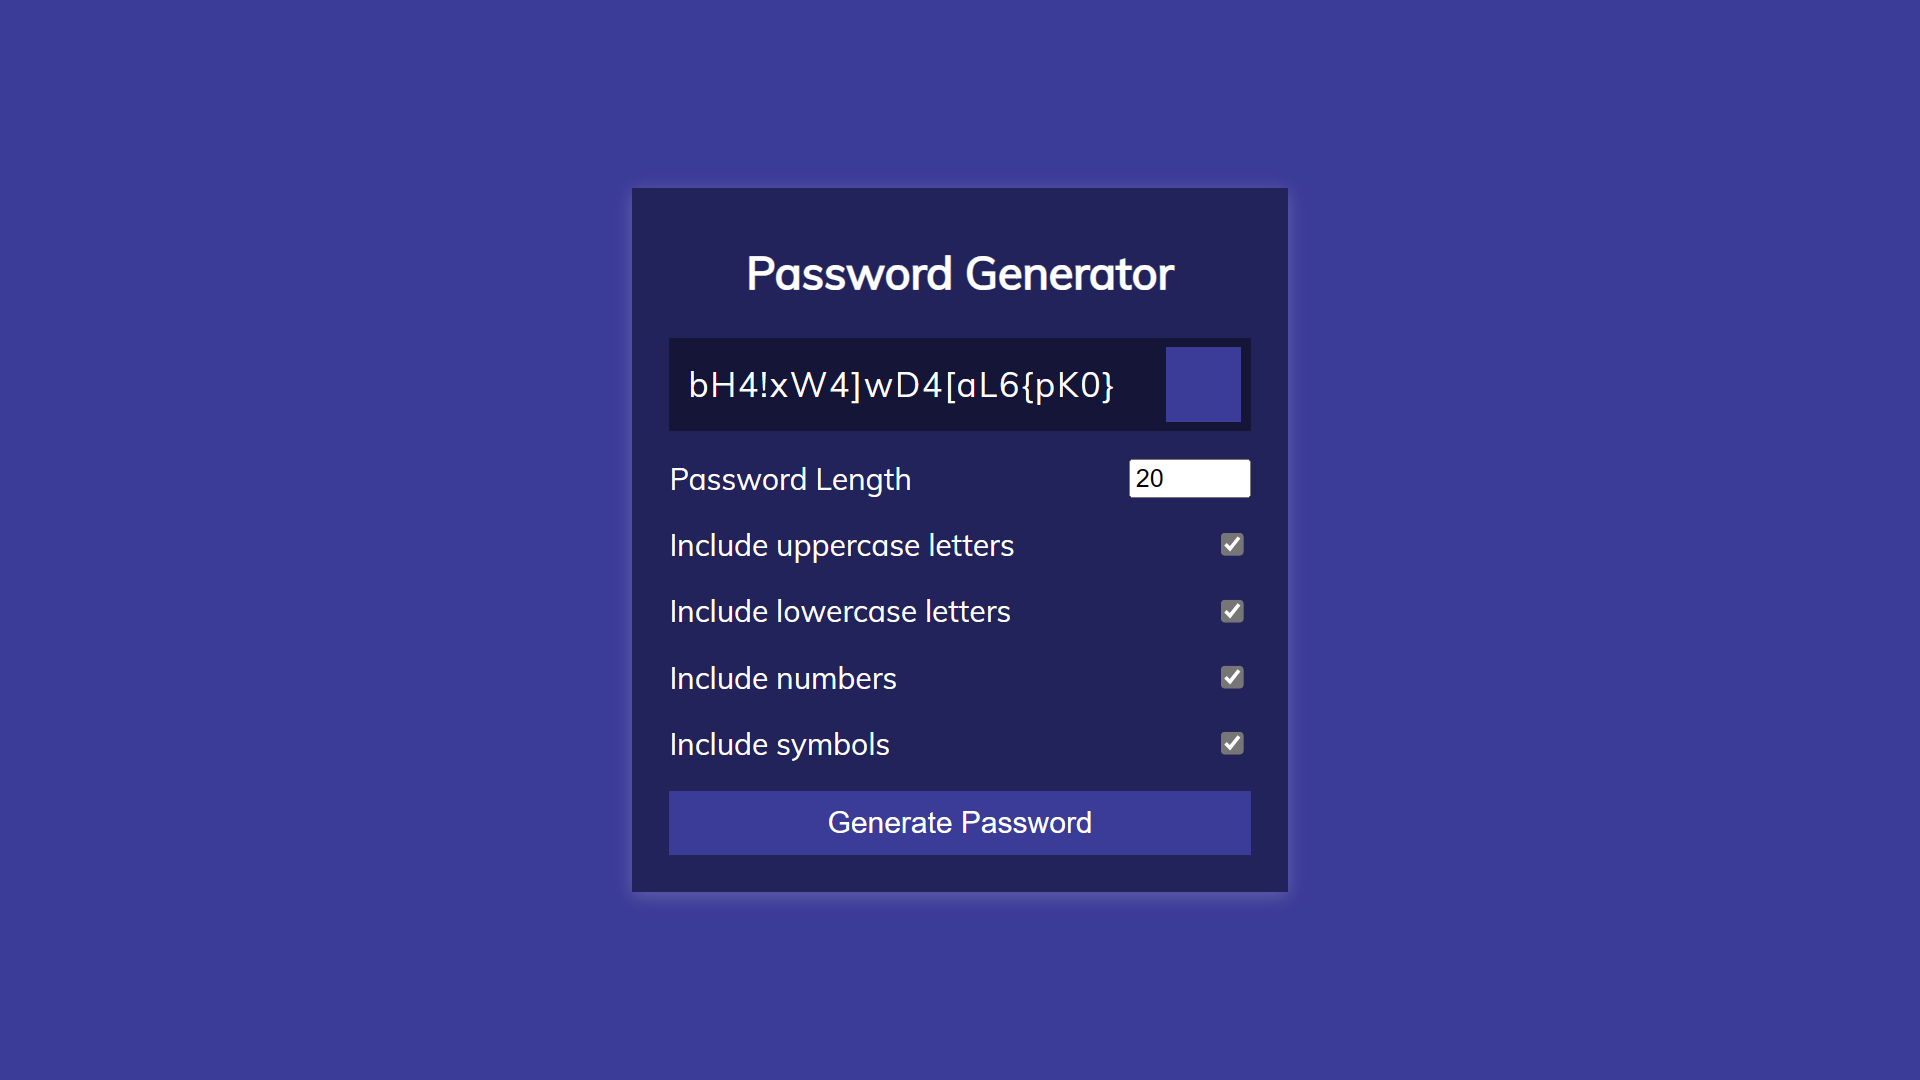 Password Generator
bH4!xW4]wD4[aL6{pK0}
Password Length
20
Include uppercase letters
Include lowercase letters
Include numbers
Include symbols
Generate Password